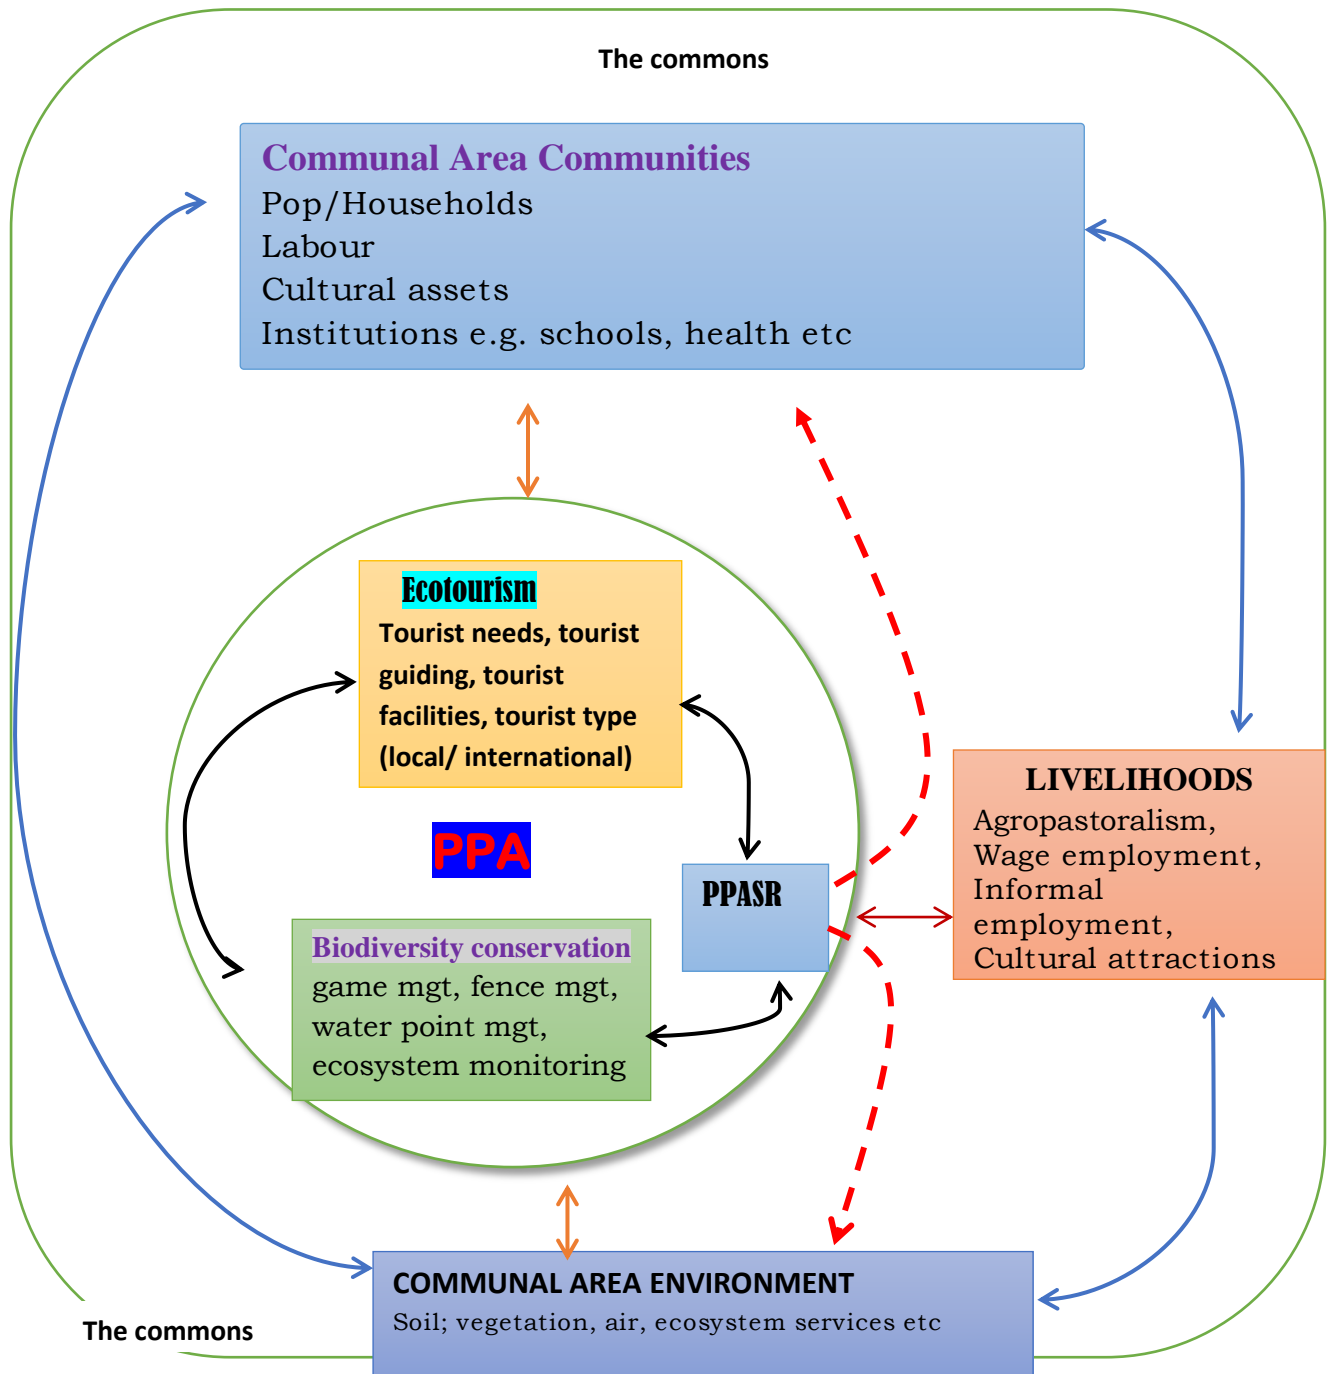 The commons
Communal Area Communities
Pop/Households
Labour
Cultural assets
Institutions e.g. schools, health etc
Ecotourism
Tourist needs, tourist
guiding, tourist
facilities, tourist type
(local/ international)
PPA
PPASR
LIVELIHOODS
Agropastoralism,
Wage employment,
Informal
employment,
Cultural attractions
Biodiversity conservation
game mgt, fence mgt,
water point mgt,
ecosystem monitoring
COMMUNAL AREA ENVIRONMENT
Soil; vegetation, air, ecosystem services etc
The commons